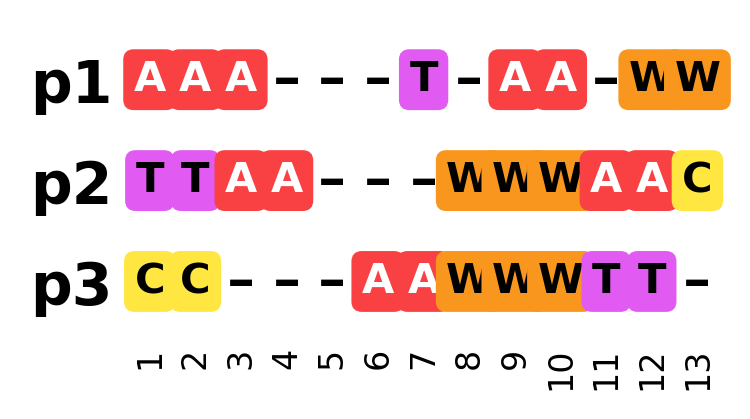 p1 A A A - - - T - A A - W W
p2 T T A A - - - W W W A A C
p3 C C - - - A A W W W T T -
1 2 3 4 5 6 7 8 9 10 11 12 13